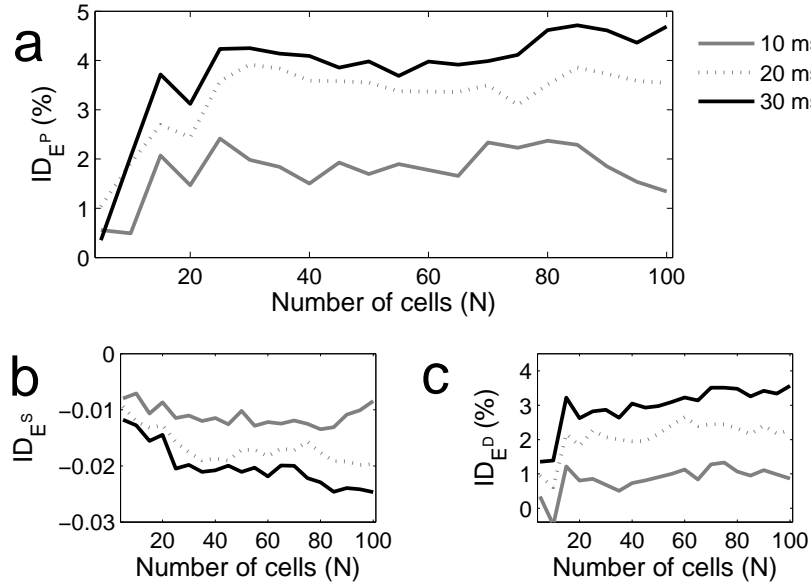 a
ID_E^P (%)
5
4
3
2
1
0
20 40 60 80 100
Number of cells (N)
10 ms
20 ms
30 ms
b
ID_E^S
−0
−0.01
−0.02
−0.03
20 40 60 80 100
Number of cells (N)
c
ID_E^D (%)
4
3
2
1
0
20 40 60 80 100
Number of cells (N)